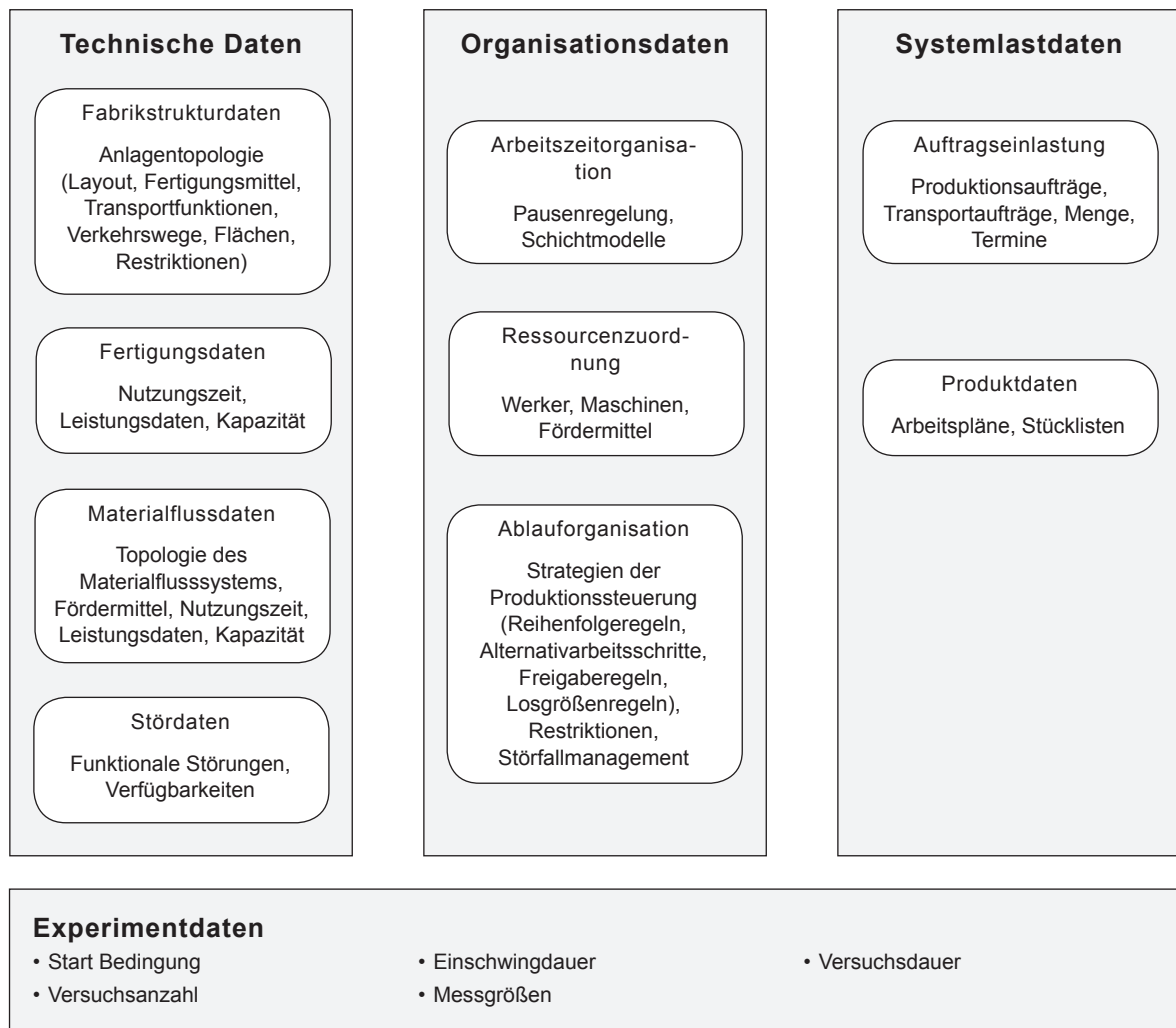 Technische Daten
Fabrikstrukturdaten
Anlagentopologie
(Layout, Fertigungsmittel,
Transportfunktionen,
Verkehrswege, Flächen,
Restriktionen)
Fertigungsdaten
Nutzungszeit,
Leistungsdaten, Kapazität
Materialflussdaten
Topologie des
Materialflusssystems,
Fördermittel, Nutzungszeit,
Leistungsdaten, Kapazität
Stördaten
Funktionale Störungen,
Verfügbarkeiten
Organisationsdaten
Arbeitszeitorganisa-
tion
Pausenregelung,
Schichtmodelle
Ressourcenzuord-
nung
Werker, Maschinen,
Fördermittel
Ablauforganisation
Strategien der
Produktionssteuerung
(Reihenfolgeregeln,
Alternativarbeitsschritte,
Freigaberegeln,
Losgrößenregeln),
Restriktionen,
Störfallmanagement
Systemlastdaten
Auftragseinlastung
Produktionsaufträge,
Transportaufträge, Menge,
Termine
Produktdaten
Arbeitspläne, Stücklisten
Experimentdaten
• Start Bedingung
• Versuchsanzahl
• Einschwingdauer
• Messgrößen
• Versuchsdauer